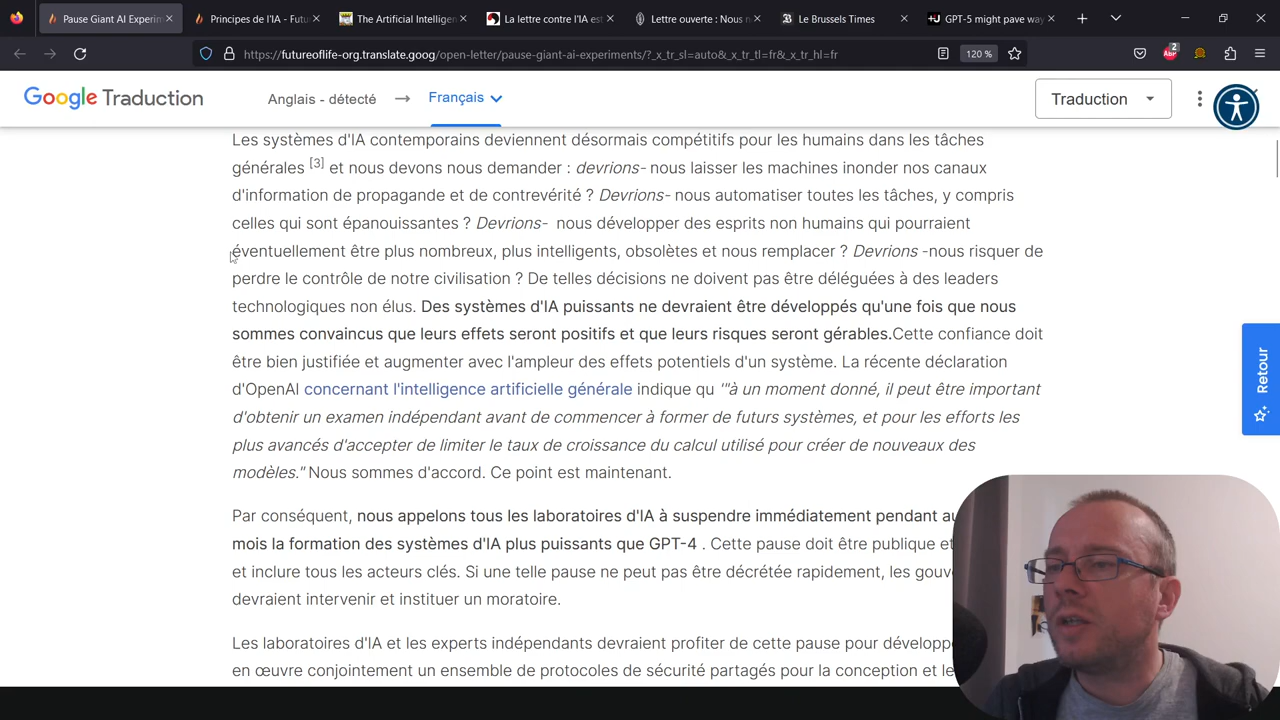 Pause Giant AI Experim
Principes de l'IA - Futu
The Artificial Intelligen
La lettre contre l'IA est
Lettre ouverte : Nous n
Le Brussels Times
GPT-5 might pave way
https://futureoflife-org.translate.goog/open-letter/pause-giant-ai-experiments/?_x_tr_sl=auto&_x_tr_tl=fr&_x_tr_hl=fr
120 %
2
Google Traduction
Anglais - détecté
Français
Traduction
Les systèmes d'IA contemporains deviennent désormais compétitifs pour les humains dans les tâches
générales [3] et nous devons nous demander : devrions- nous laisser les machines inonder nos canaux
d'information de propagande et de contrevérité ? Devrions- nous automatiser toutes les tâches, y compris
celles qui sont épanouissantes ? Devrions- nous développer des esprits non humains qui pourraient
éventuellement être plus nombreux, plus intelligents, obsolètes et nous remplacer ? Devrions -nous risquer de
perdre le contrôle de notre civilisation ? De telles décisions ne doivent pas être déléguées à des leaders
technologiques non élus. Des systèmes d'IA puissants ne devraient être développés qu'une fois que nous
sommes convaincus que leurs effets seront positifs et que leurs risques seront gérables.Cette confiance doit
être bien justifiée et augmenter avec l'ampleur des effets potentiels d'un système. La récente déclaration
d'OpenAI concernant l'intelligence artificielle générale indique qu '"à un moment donné, il peut être important
d'obtenir un examen indépendant avant de commencer à former de futurs systèmes, et pour les efforts les
plus avancés d'accepter de limiter le taux de croissance du calcul utilisé pour créer de nouveaux des
modèles." Nous sommes d'accord. Ce point est maintenant.
Par conséquent, nous appelons tous les laboratoires d'IA à suspendre immédiatement pendant au
mois la formation des systèmes d'IA plus puissants que GPT-4 . Cette pause doit être publique et
et inclure tous les acteurs clés. Si une telle pause ne peut pas être décrétée rapidement, les gouv
devraient intervenir et instituer un moratoire.
Les laboratoires d'IA et les experts indépendants devraient profiter de cette pause pour développe
en œuvre conjointement un ensemble de protocoles de sécurité partagés pour la conception et le
Retour